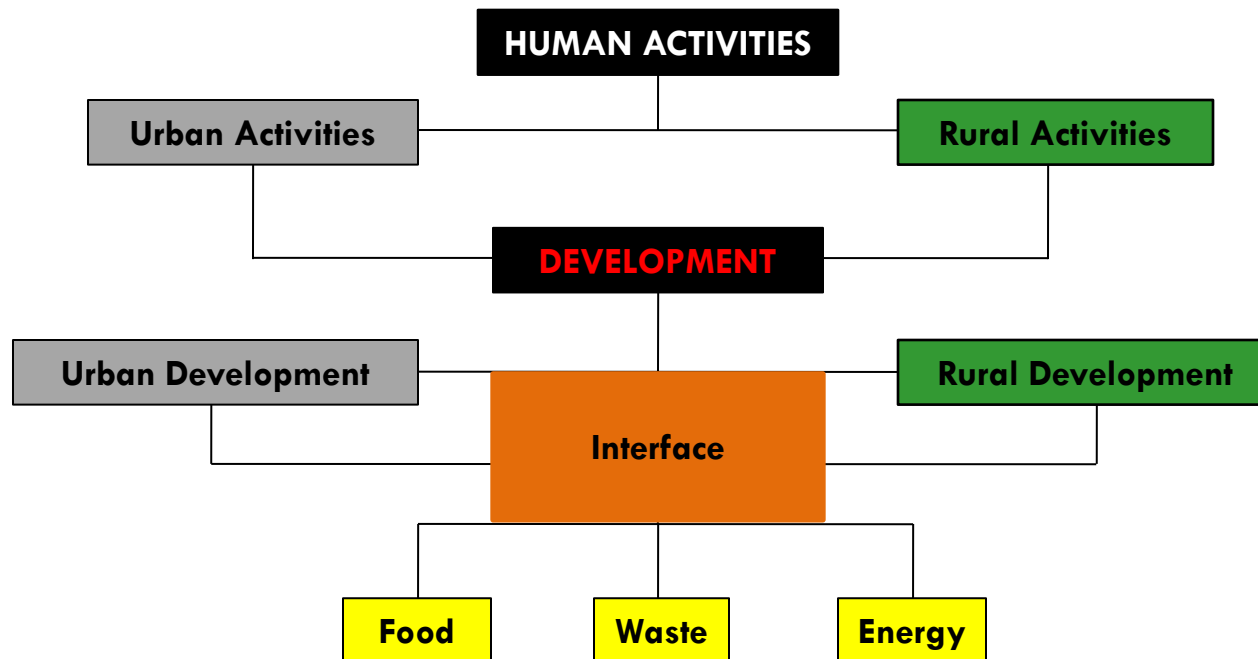 HUMAN ACTIVITIES
Urban Activities
Rural Activities
DEVELOPMENT
Urban Development
Rural Development
Interface
Food
Waste
Energy